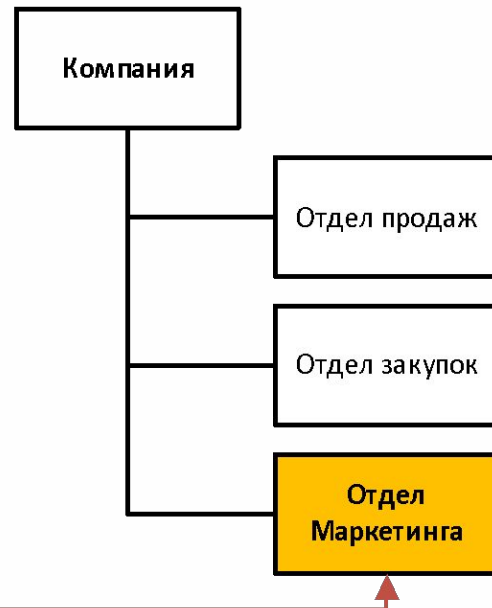 Компания
Отдел продаж
Отдел закупок
Отдел
Маркетинга